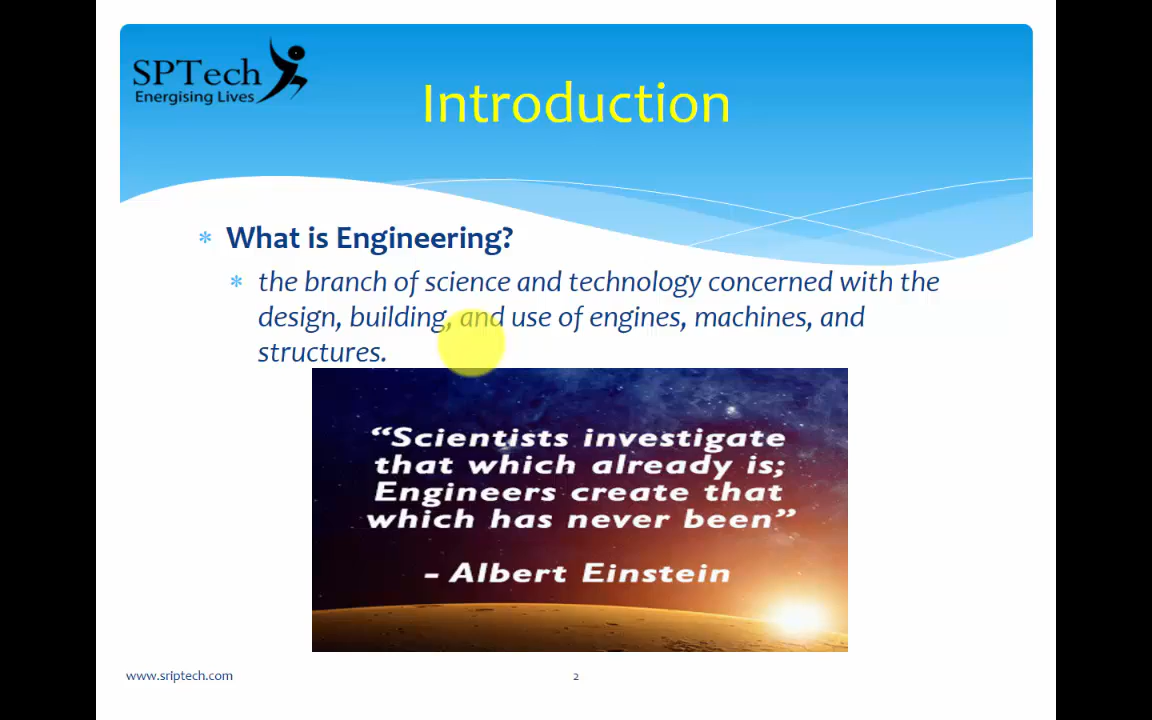 SPTech
Energising Lives
Introduction
What is Engineering?
the branch of science and technology concerned with the
design, building, and use of engines, machines, and
structures.
“Scientists investigate
that which already is;
Engineers create that
which has never been”
– Albert Einstein
www.sriptech.com
2